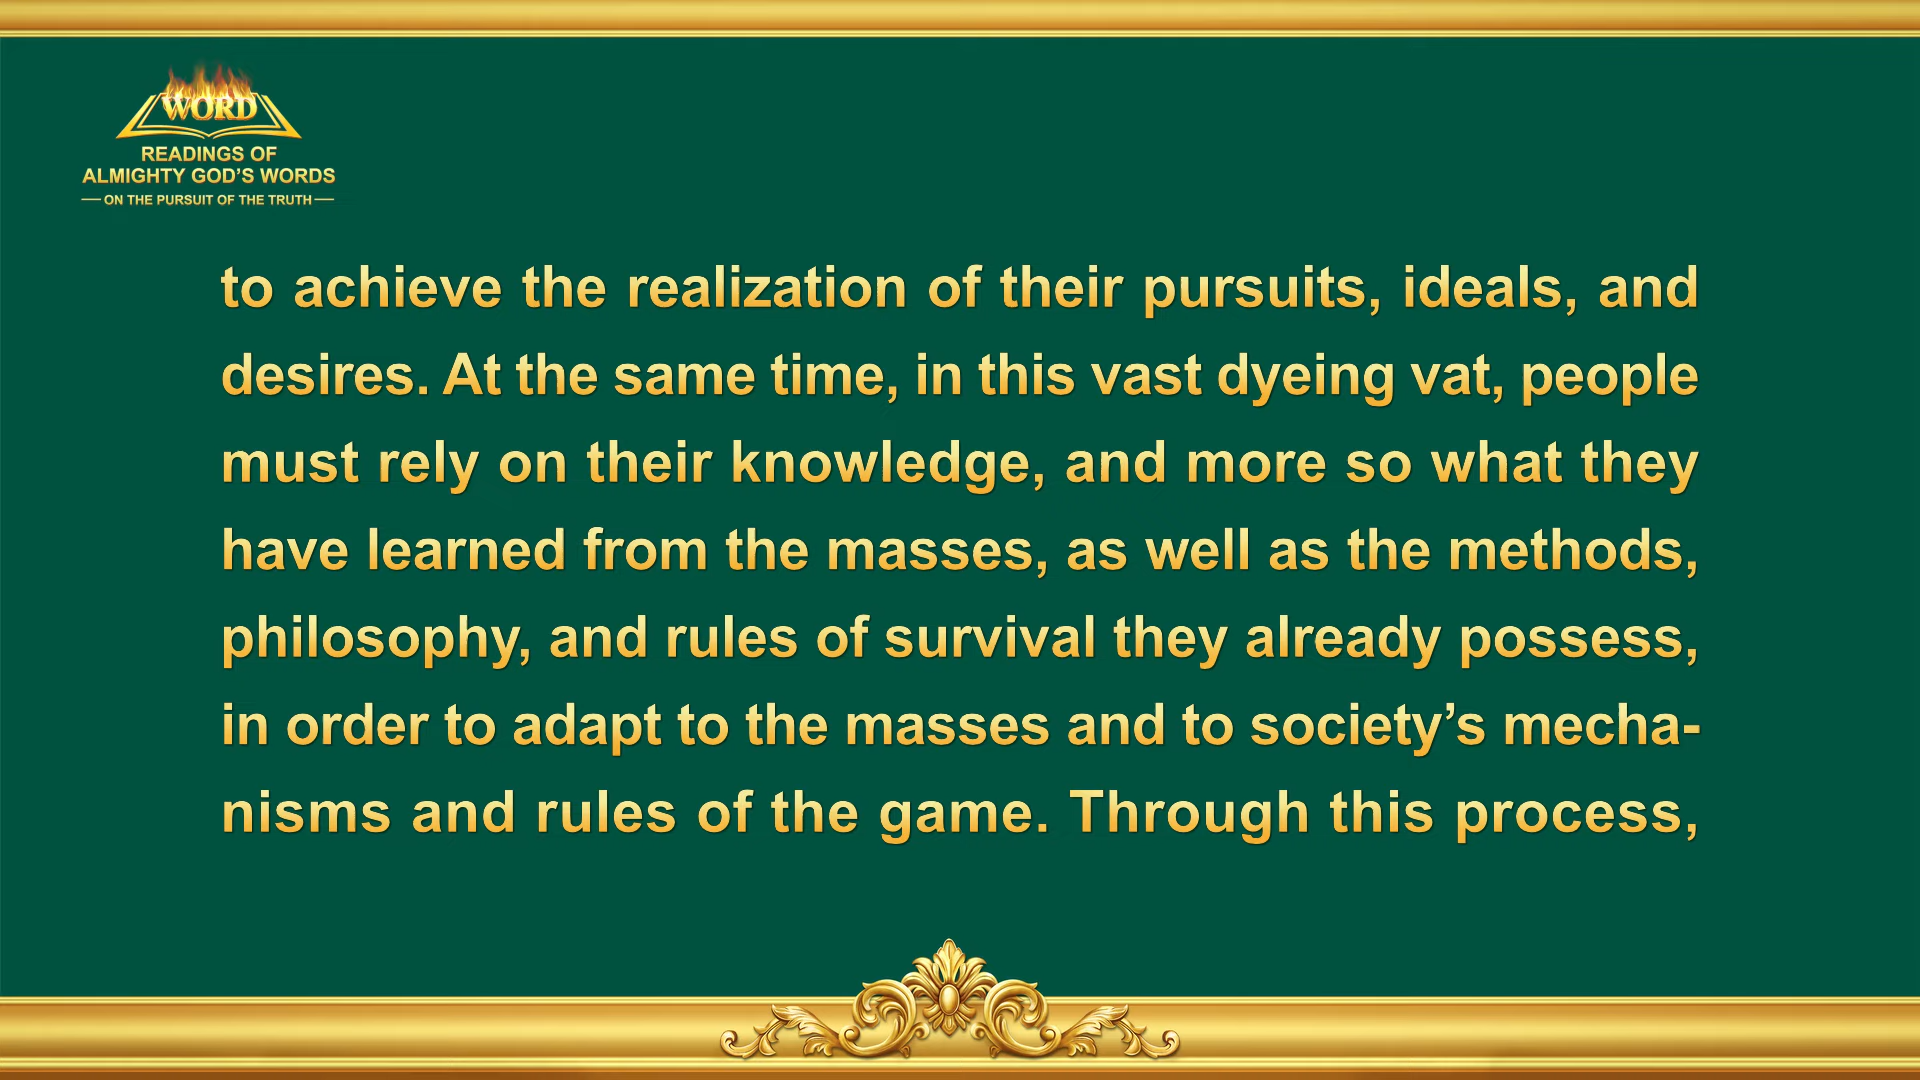 WORD
READINGS OF
ALMIGHTY GOD’S WORDS
— ON THE PURSUIT OF THE TRUTH —
to achieve the realization of their pursuits, ideals, and
desires. At the same time, in this vast dyeing vat, people
must rely on their knowledge, and more so what they
have learned from the masses, as well as the methods,
philosophy, and rules of survival they already possess,
in order to adapt to the masses and to society’s mecha-
nisms and rules of the game. Through this process,